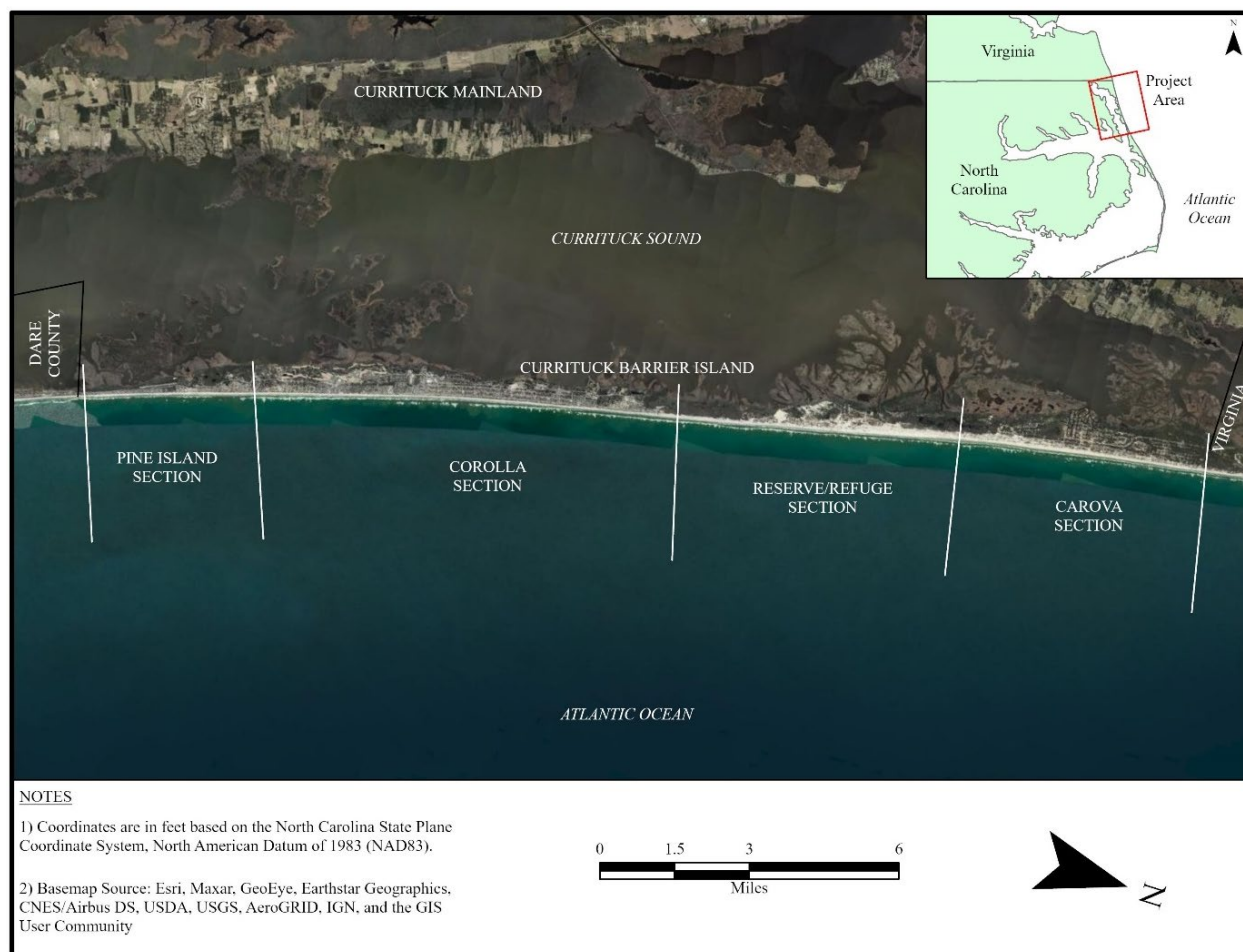 CURRITUCK MAINLAND
CURRITUCK SOUND
DARE
COUNTY
CURRITUCK BARRIER ISLAND
VIRGINIA
PINE ISLAND
SECTION
COROLLA
SECTION
RESERVE/REFUGE
SECTION
CAROVA
SECTION
ATLANTIC OCEAN
N
Virginia
Project
Area
North
Carolina
Atlantic
Ocean
NOTES
1) Coordinates are in feet based on the North Carolina State Plane
Coordinate System, North American Datum of 1983 (NAD83).
2) Basemap Source: Esri, Maxar, GeoEye, Earthstar Geographics,
CNES/Airbus DS, USDA, USGS, AeroGRID, IGN, and the GIS
User Community
0 1.5 3 6
Miles
N